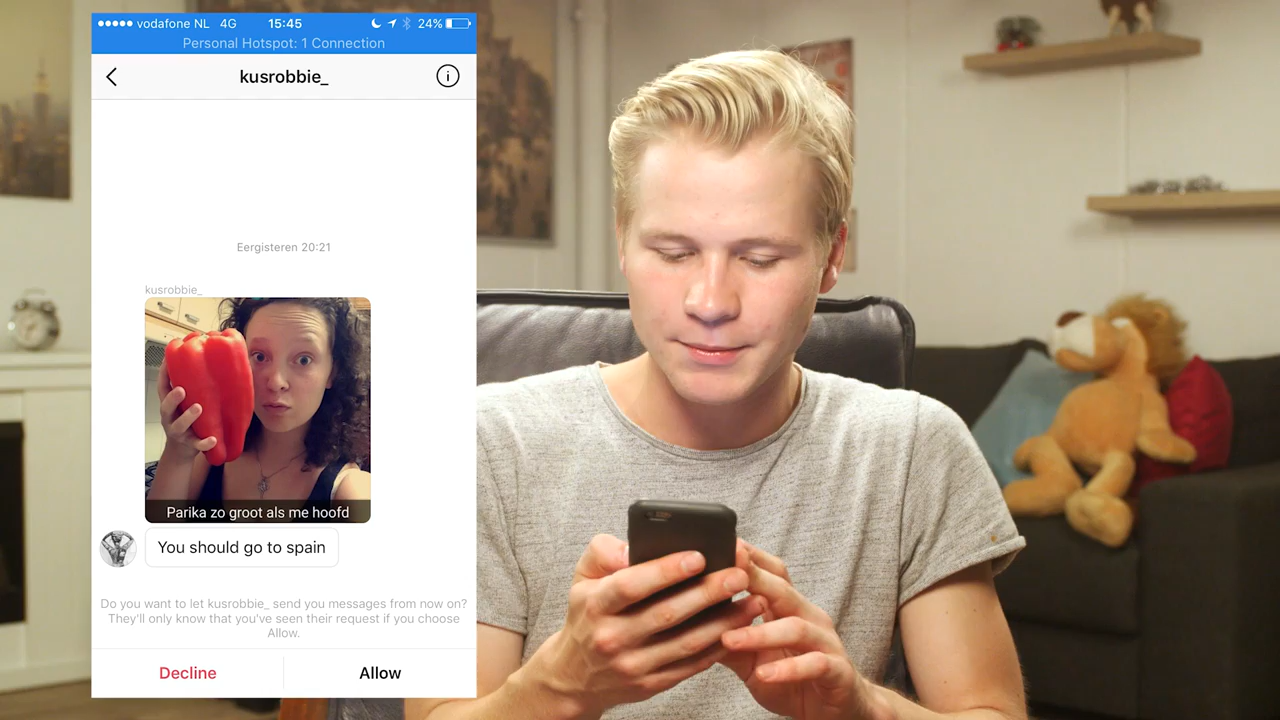 vodafone NL 4G 15:45 24%
Personal Hotspot: 1 Connection
kusrobbie_
Eergisteren 20:21
kusrobbie_
Parika zo groot als me hoofd
You should go to spain
Do you want to let kusrobbie_ send you messages from now on?
They'll only know that you've seen their request if you choose
Allow.
Decline Allow